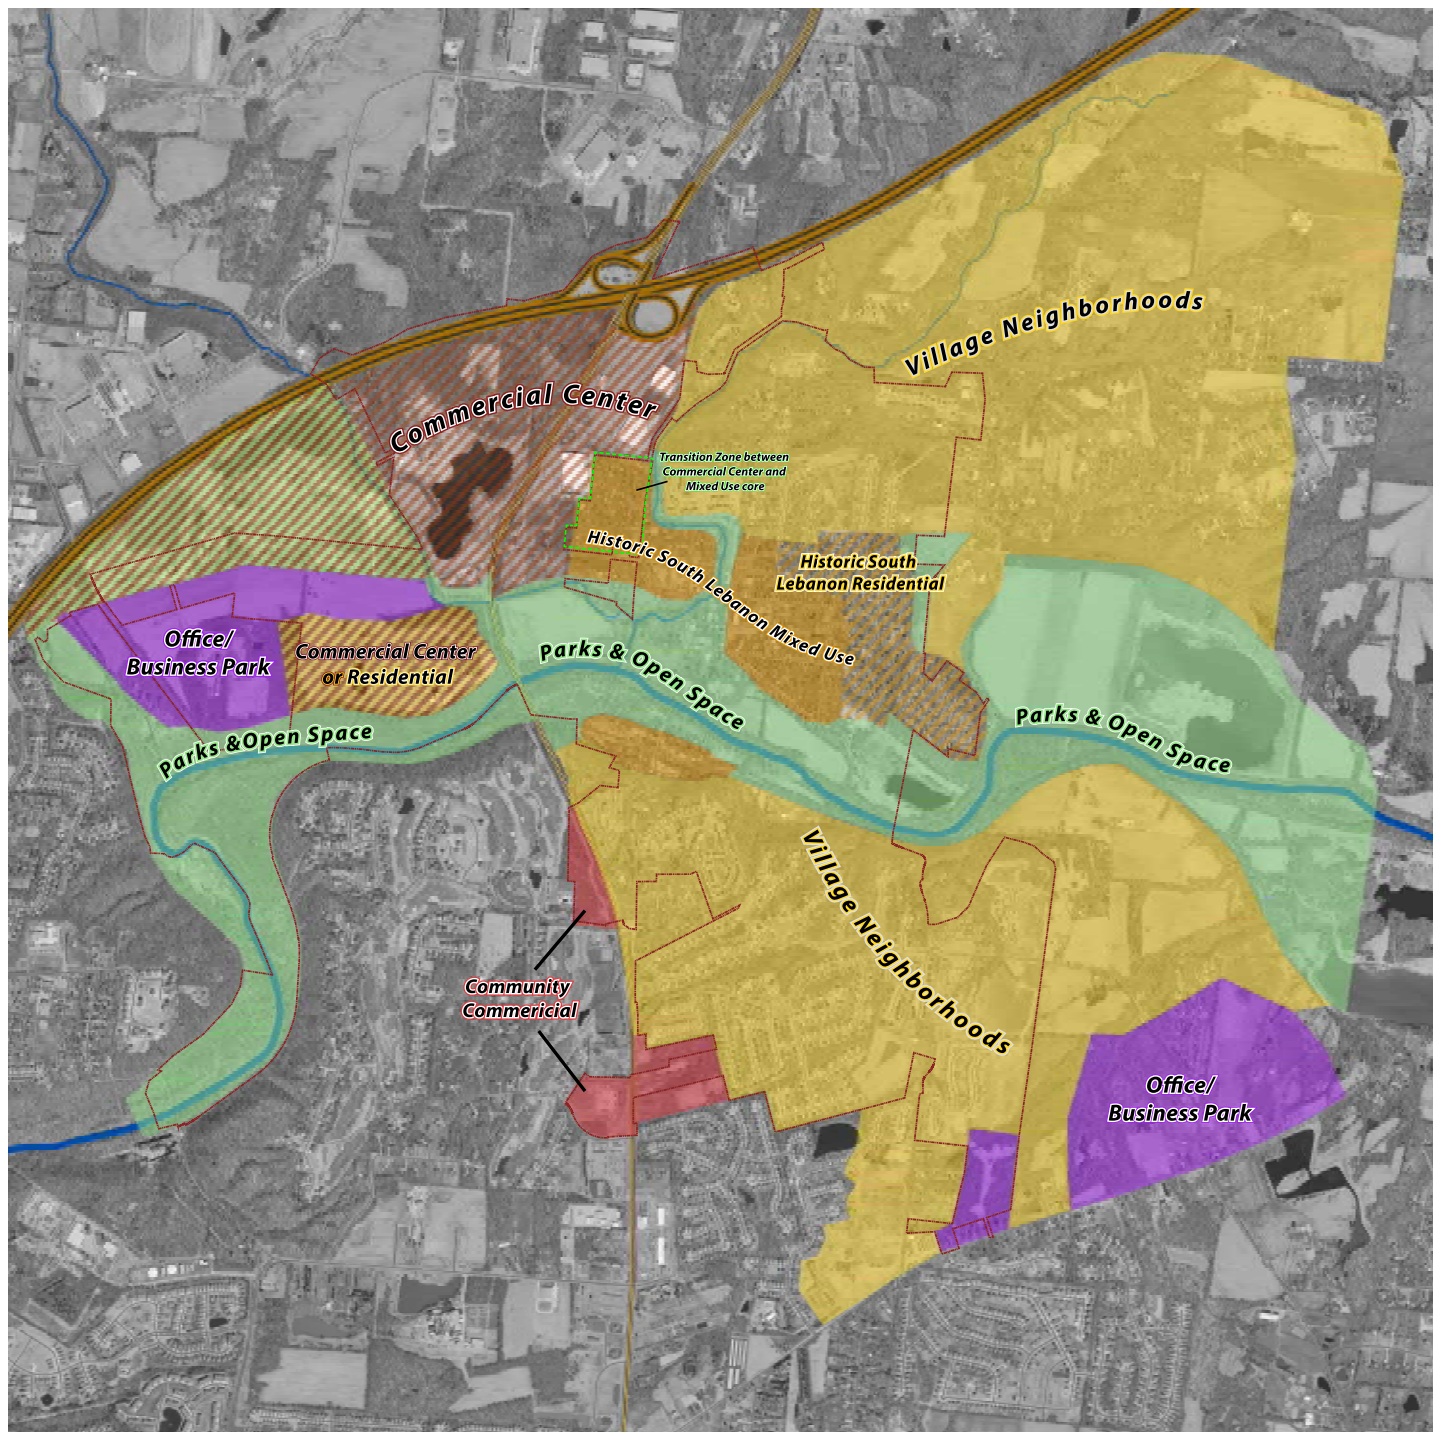 Village Neighborhoods
Commercial Center
Transition Zone between
Commercial Center and
Mixed Use core
Historic South Lebanon Mixed Use
Historic South
Lebanon Residential
Office/
Business Park
Commercial Center
or Residential
Parks & Open Space
Parks &Open Space
Parks & Open Space
Village Neighborhoods
Community
Commericial
Office/
Business Park